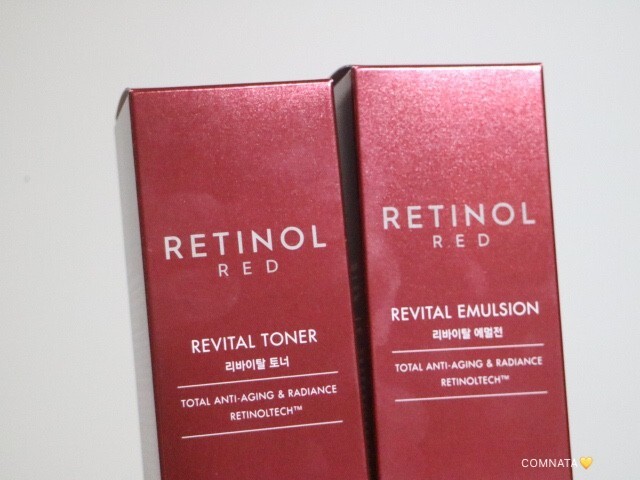 RETINOL
RED
REVITAL TONER
리바이탈 토너
TOTAL ANTI-AGING & RADIANCE
RETINOLTECH™
RETINOL
RED
REVITAL EMULSION
리바이탈 에멀전
TOTAL ANTI-AGING & RADIANCE
RETINOLTECH™
COMNATA💛